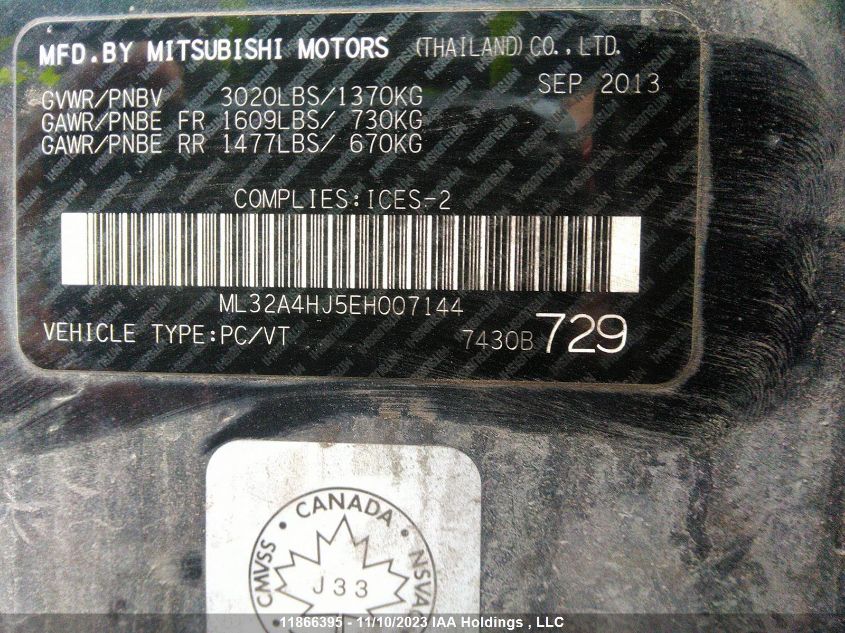 MFD.BY MITSUBISHI MOTORS (THAILAND)CO.,LTD.
SEP 2013
GVWR/PNBV 3020LBS/1370KG
GAWR/PNBE FR 1609LBS/ 730KG
GAWR/PNBE RR 1477LBS/ 670KG
COMPLIES:ICES-2
ML32A4HJ5EH007144
VEHICLE TYPE:PC/VT 7430B 729
CMVSS • CANADA • NSVAC
J33
11866395 - 11/10/2023 IAA Holdings , LLC